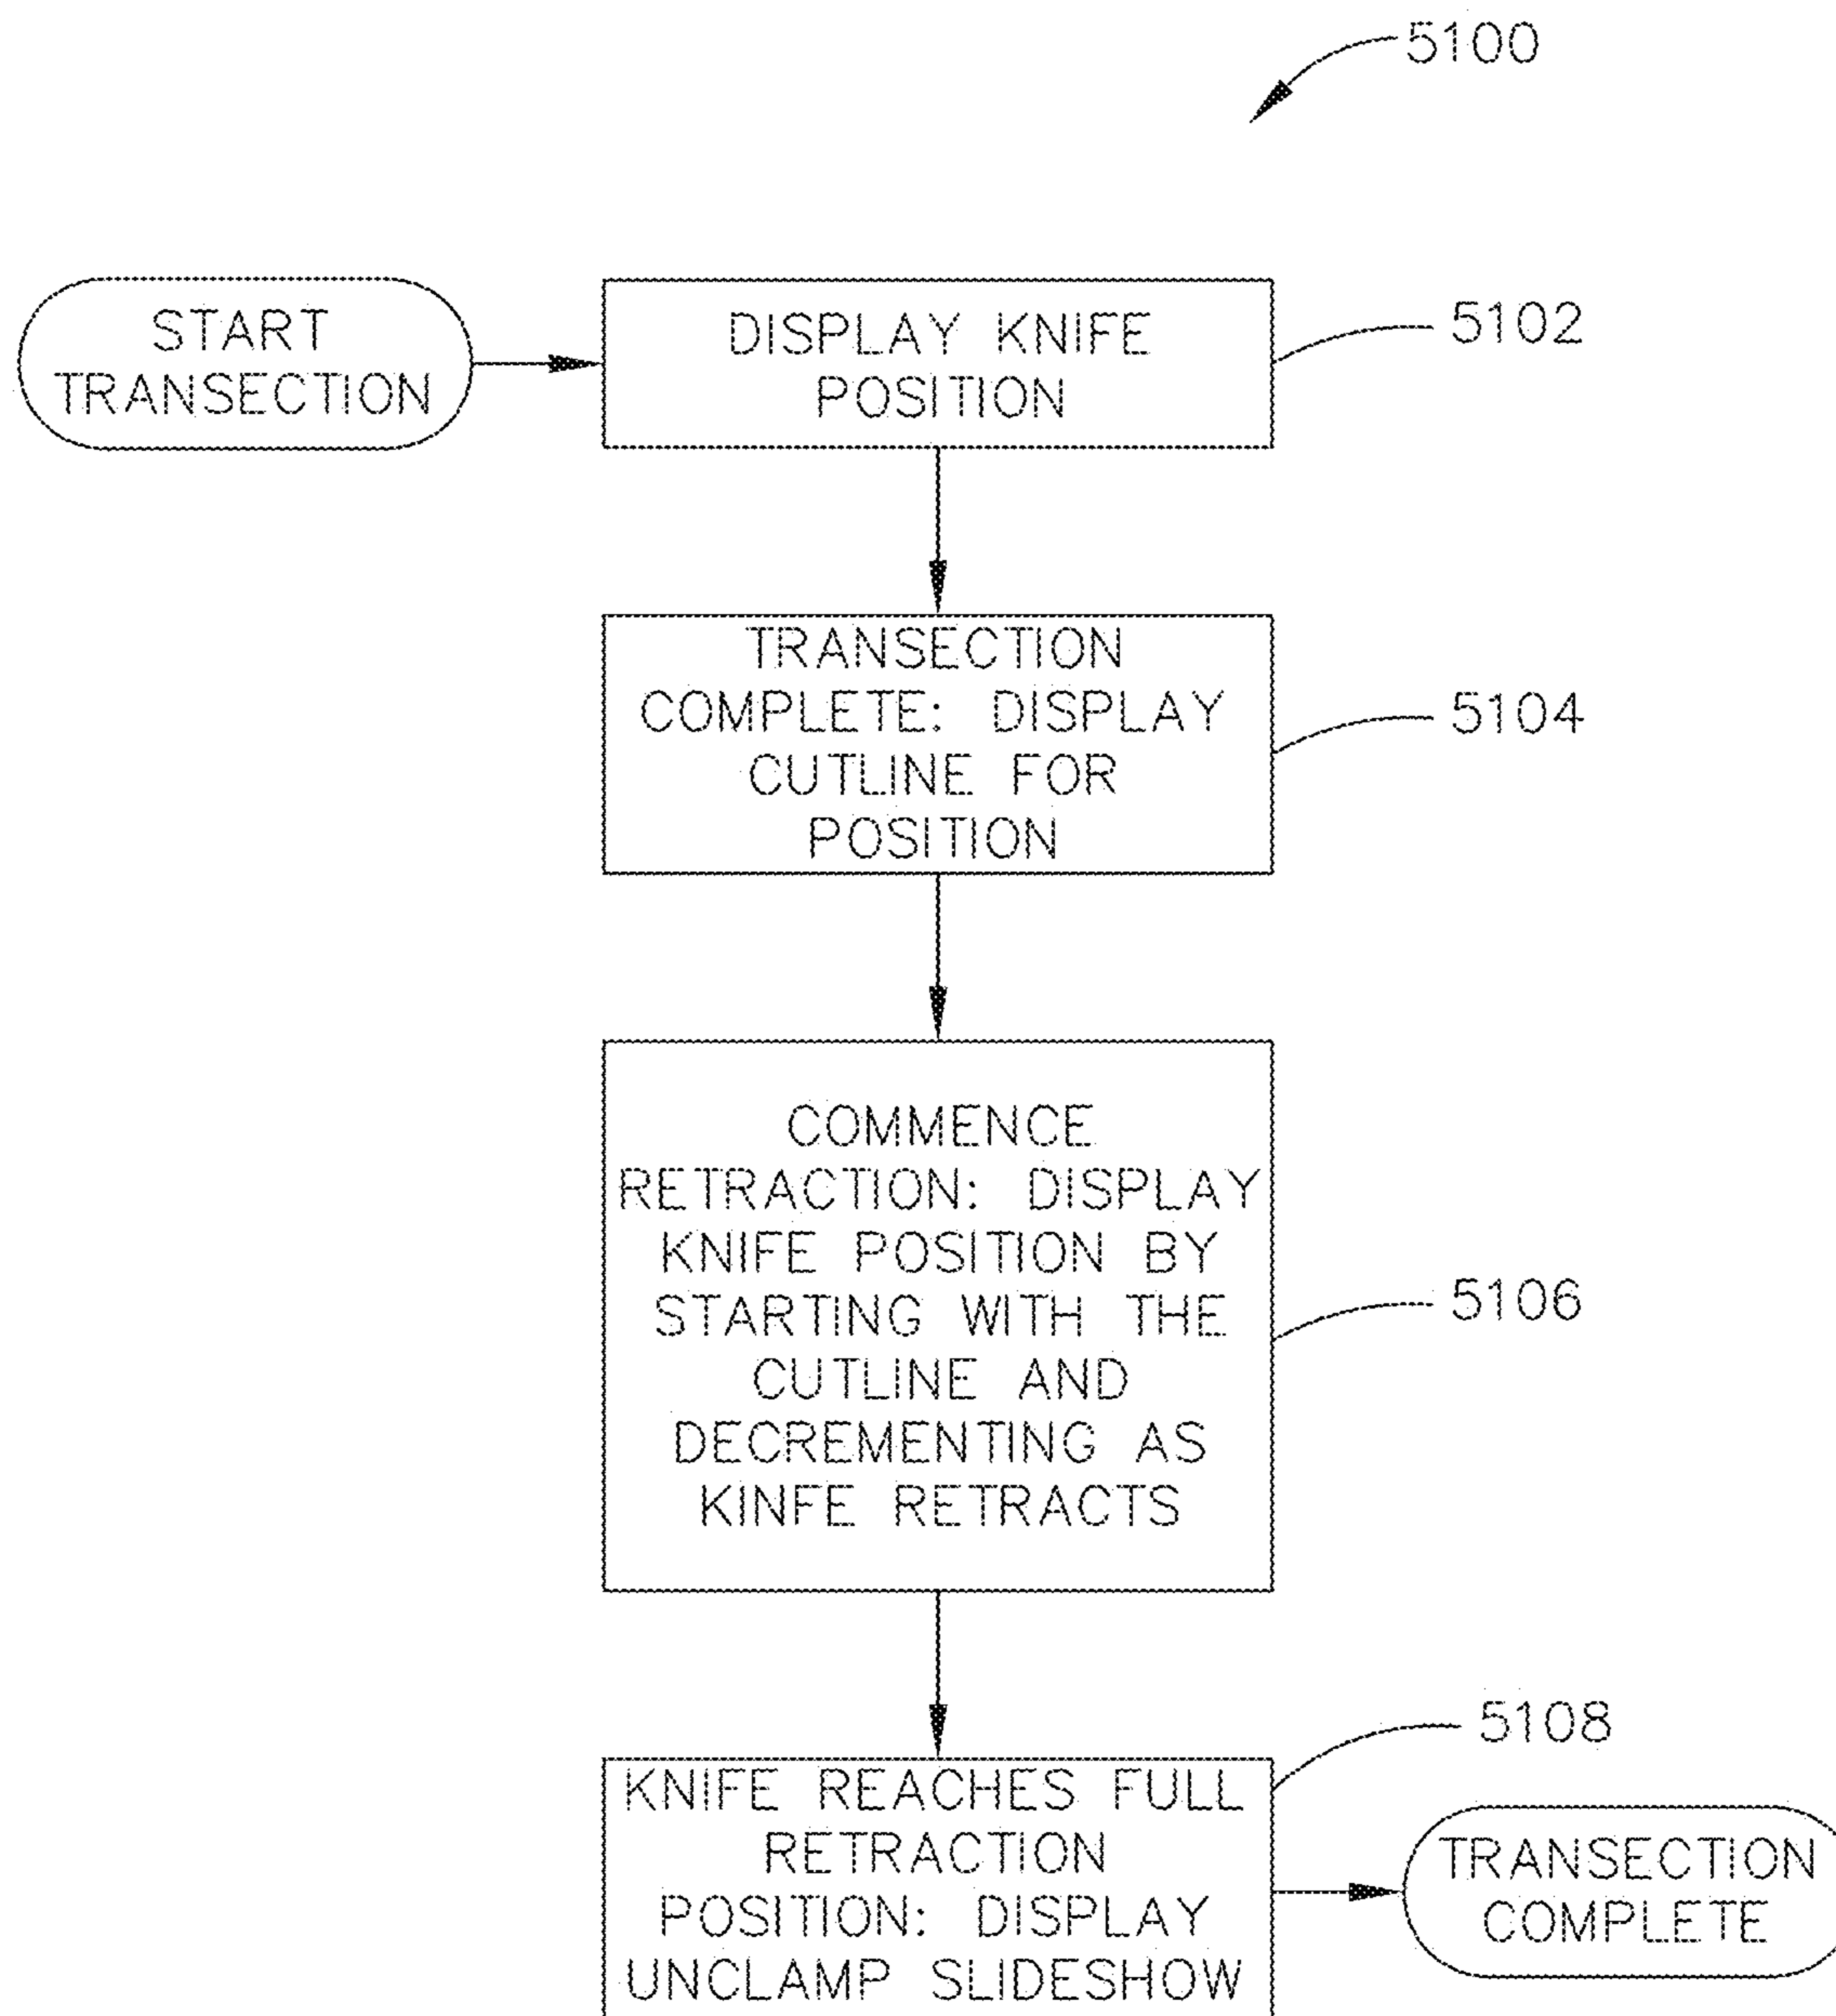 5100
START
TRANSECTION
DISPLAY KNIFE
POSITION
5102
TRANSECTION
COMPLETE: DISPLAY
CUTLINE FOR
POSITION
5104
COMMENCE
RETRACTION: DISPLAY
KNIFE POSITION BY
STARTING WITH THE
CUTLINE AND
DECREMENTING AS
KINFE RETRACTS
5106
KNIFE REACHES FULL
RETRACTION
POSITION: DISPLAY
UNCLAMP SLIDESHOW
5108
TRANSECTION
COMPLETE